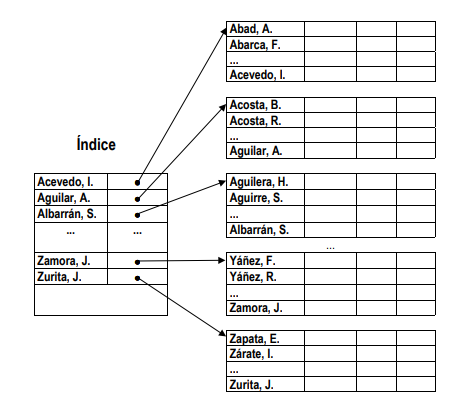 Índice
Acevedo, I.
Aguilar, A.
Albarrán, S.
... ...
Zamora, J.
Zurita, J.
Abad, A.
Abarca, F.
...
Acevedo, I.
Acosta, B.
Acosta, R.
...
Aguilar, A.
Aguilera, H.
Aguirre, S.
...
Albarrán, S.
...
Yáñez, F.
Yáñez, R.
...
Zamora, J.
Zapata, E.
Zárate, I.
...
Zurita, J.